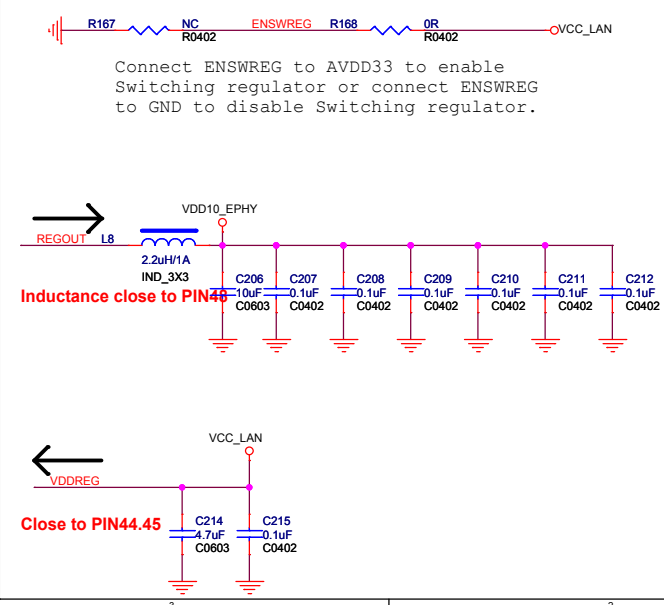 R167 NC ENSWREG R168 0R VCC_LAN
R0402 R0402
Connect ENSWREG to AVDD33 to enable
Switching regulator or connect ENSWREG
to GND to disable Switching regulator.
VDD10_EPHY
REGOUT L8
2.2uH/1A
IND_3X3
Inductance close to PIN48
C206 C207 C208 C209 C210 C211 C212
10uF 0.1uF 0.1uF 0.1uF 0.1uF 0.1uF 0.1uF
C0603 C0402 C0402 C0402 C0402 C0402 C0402
VCC_LAN
VDDREG
Close to PIN44.45
C214 C215
4.7uF 0.1uF
C0603 C0402